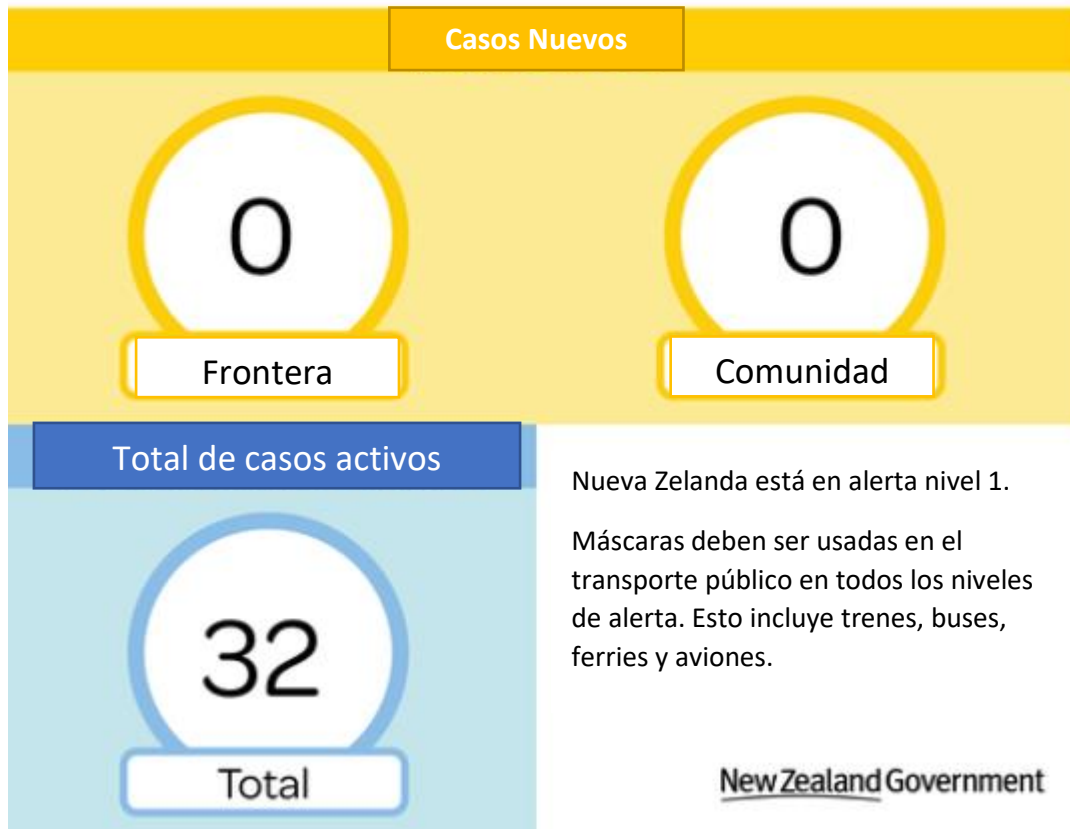 Casos Nuevos
0
0
Frontera
Comunidad
Total de casos activos
32
Total
Nueva Zelanda está en alerta nivel 1.
Máscaras deben ser usadas en el
transporte público en todos los niveles
de alerta. Esto incluye trenes, buses,
ferries y aviones.
New Zealand Government